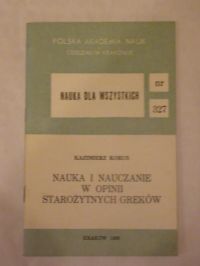 POLSKA AKADEMIA NAUK
ODDZIAŁ W KRAKOWIE
NAUKA DLA WSZYSTKICH
nr
327
KAZIMIERZ KORUS
NAUKA I NAUCZANIE
W OPINII
STAROŻYTNYCH GREKÓW
KRAKÓW